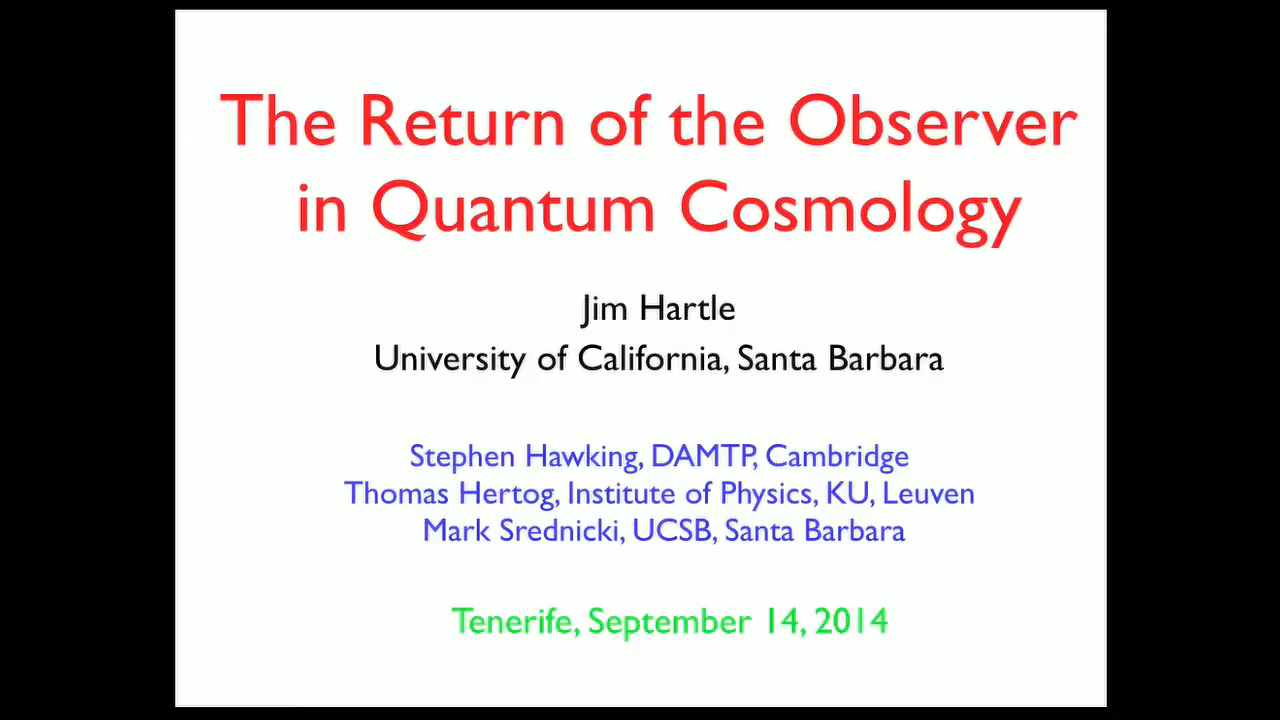 The Return of the Observer
in Quantum Cosmology
Jim Hartle
University of California, Santa Barbara
Stephen Hawking, DAMTP, Cambridge
Thomas Hertog, Institute of Physics, KU, Leuven
Mark Srednicki, UCSB, Santa Barbara
Tenerife, September 14, 2014